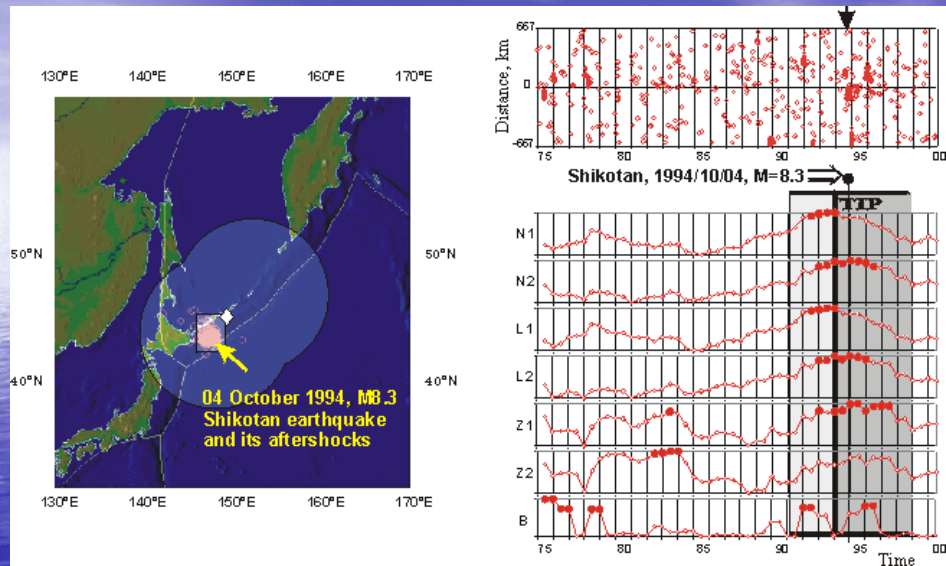 130°E 140°E 150°E 160°E 170°E
50°N 50°N
40°N 40°N
04 October 1994, M8.3
Shikotan earthquake
and its aftershocks
130°E 140°E 150°E 160°E 170°E
667
0
-667
Distance, km
75 80 85 90 95 00
Shikotan, 1994/10/04, M=8.3
TIP
N1
N2
L1
L2
Z1
Z2
B
75 80 85 90 95 00
Time